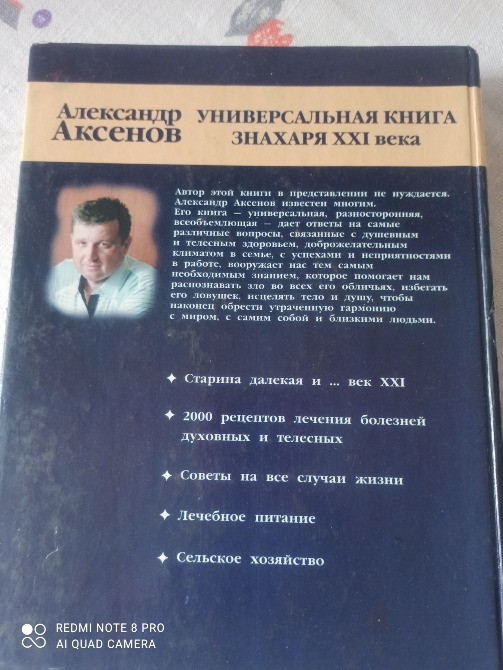 Александр
Аксенов
УНИВЕРСАЛЬНАЯ КНИГА
ЗНАХАРЯ XXI века
Автор этой книги в представлении не нуждается.
Александр Аксенов известен многим.
Его книга – универсальная, разносторонняя,
всеобъемлющая – дает ответы на самые
различные вопросы, связанные с душевным
и телесным здоровьем, доброжелательным
климатом в семье, с успехами и неприятностями
в работе, вооружает нас тем самым
необходимым знанием, которое помогает нам
распознавать зло во всех его обличьях, избегать
его ловушек, исцелять тело и душу, чтобы
наконец обрести утраченную гармонию
с миром, с самим собой и близкими людьми.
✦ Старина далекая и ... век XXI
✦ 2000 рецептов лечения болезней
духовных и телесных
✦ Советы на все случаи жизни
✦ Лечебное питание
✦ Сельское хозяйство
REDMI NOTE 8 PRO
AI QUAD CAMERA